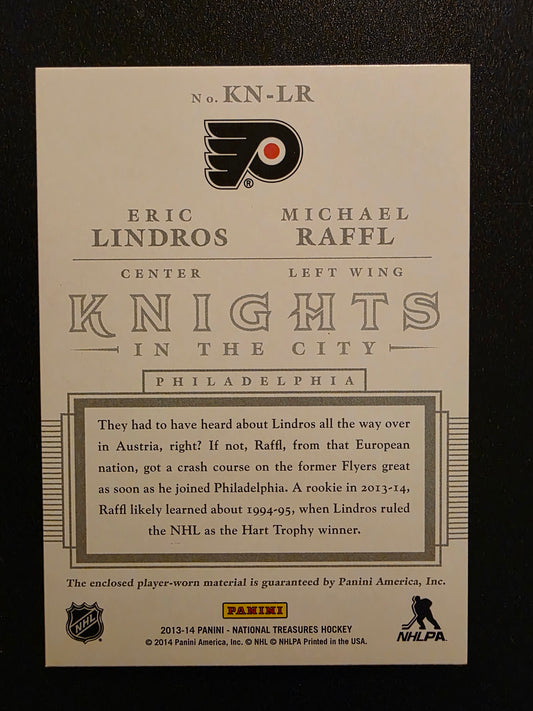 No. KN-LR
®
ERIC LINDROS
MICHAEL RAFFL
CENTER LEFT WING
KNIGHTS
IN THE CITY
PHILADELPHIA
They had to have heard about Lindros all the way over
in Austria, right? If not, Raffl, from that European
nation, got a crash course on the former Flyers great
as soon as he joined Philadelphia. A rookie in 2013-14,
Raffl likely learned about 1994-95, when Lindros ruled
the NHL as the Hart Trophy winner.
The enclosed player-worn material is guaranteed by Panini America, Inc.
NHL
PANINI
NHLPA
2013-14 PANINI - NATIONAL TREASURES HOCKEY
© 2014 Panini America, Inc. © NHL © NHLPA Printed in the USA.